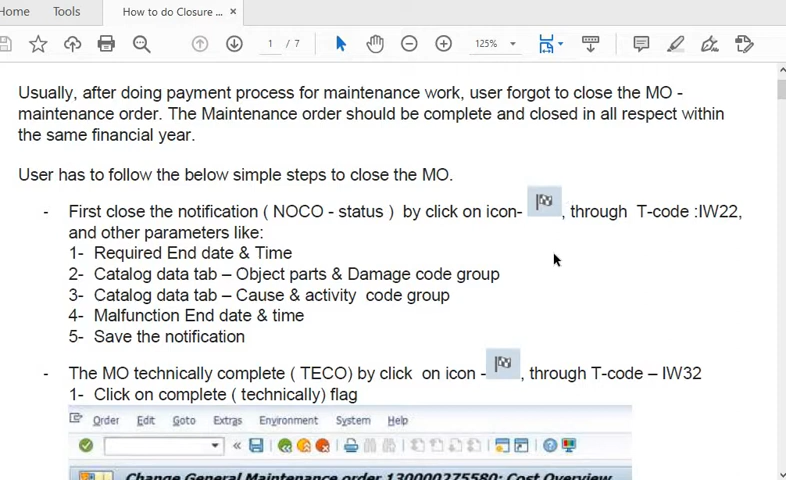 Home Tools How to do Closure ... ×
1 / 7 125%
Usually, after doing payment process for maintenance work, user forgot to close the MO -
maintenance order. The Maintenance order should be complete and closed in all respect within
the same financial year.
User has to follow the below simple steps to close the MO.
- First close the notification ( NOCO - status ) by click on icon- , through T-code :IW22,
and other parameters like:
1- Required End date & Time
2- Catalog data tab – Object parts & Damage code group
3- Catalog data tab – Cause & activity code group
4- Malfunction End date & time
5- Save the notification
- The MO technically complete ( TECO) by click on icon - , through T-code – IW32
1- Click on complete ( technically) flag
Order Edit Goto Extras Environment System Help
Change General Maintenance order 130000275580: Cost Overview